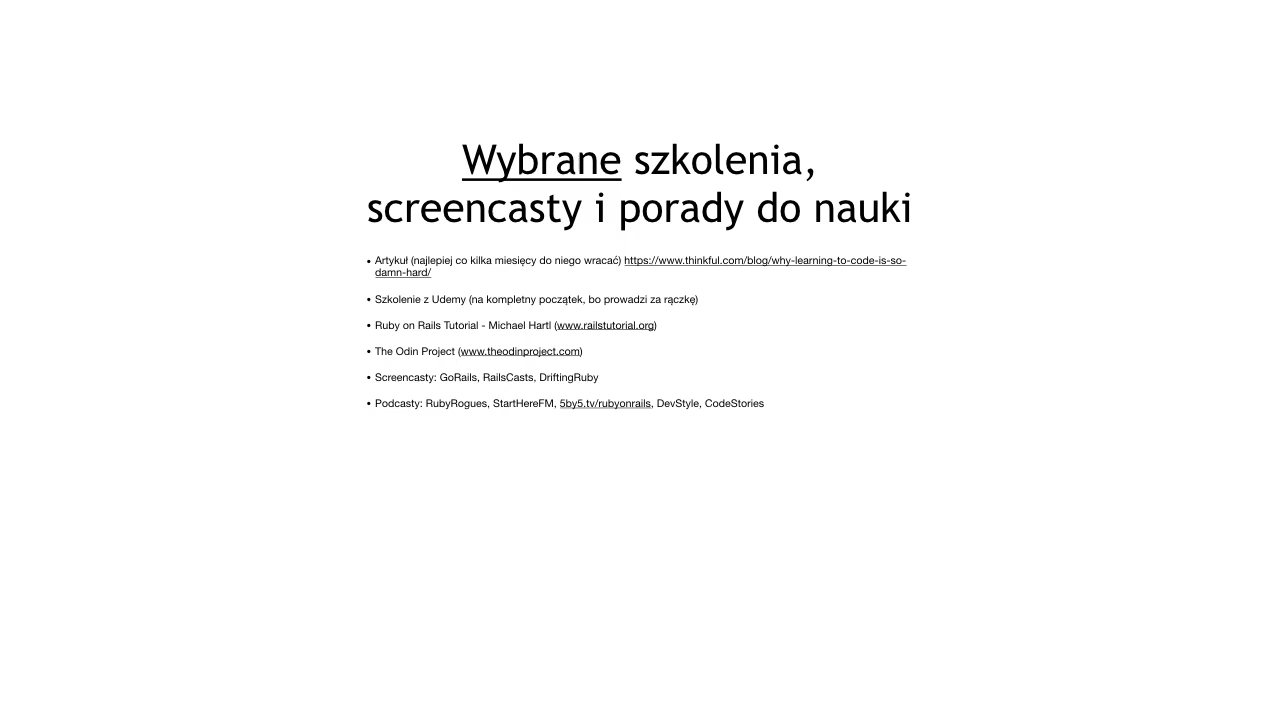 Wybrane szkolenia,
screencasty i porady do nauki
• Artykuł (najlepiej co kilka miesięcy do niego wracać) https://www.thinkful.com/blog/why-learning-to-code-is-so-
damn-hard/
• Szkolenie z Udemy (na kompletny początek, bo prowadzi za rączkę)
• Ruby on Rails Tutorial - Michael Hartl (www.railstutorial.org)
• The Odin Project (www.theodinproject.com)
• Screencasty: GoRails, RailsCasts, DriftingRuby
• Podcasty: RubyRogues, StartHereFM, 5by5.tv/rubyonrails, DevStyle, CodeStories